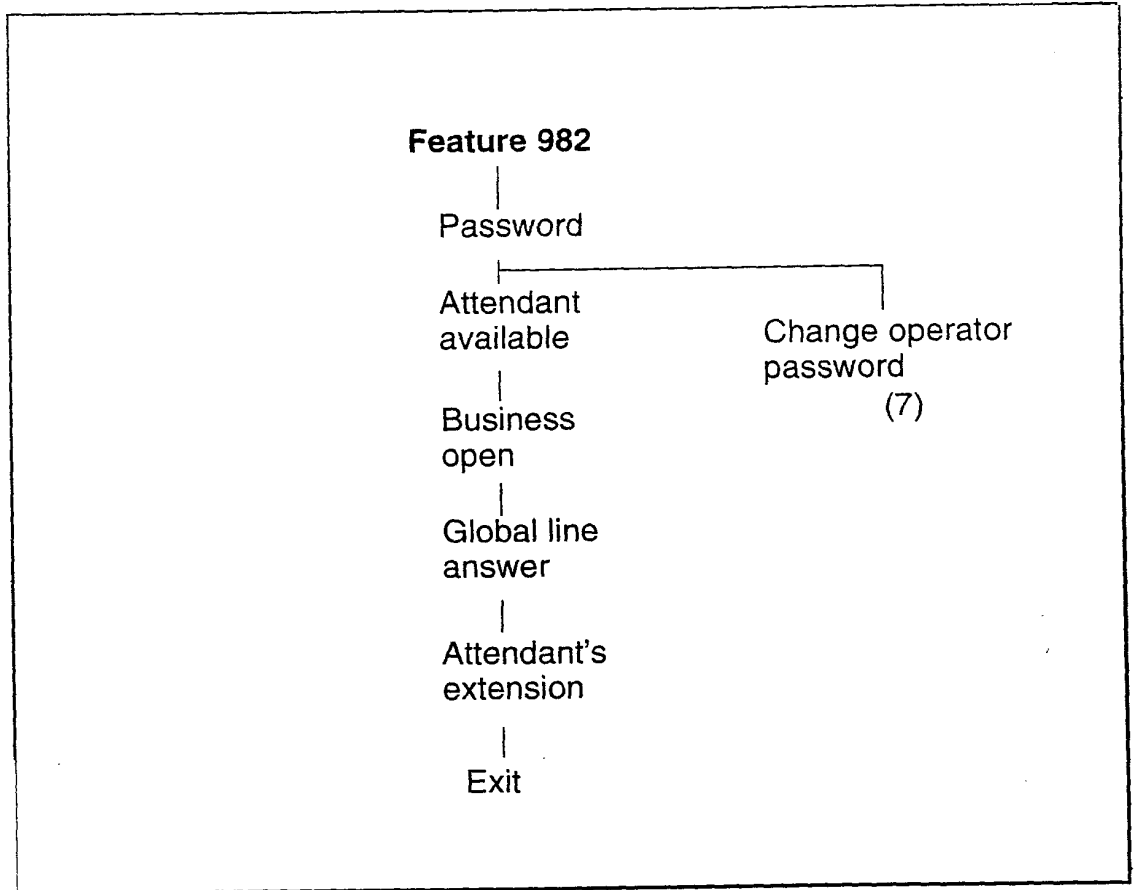 Feature 982
Password
Attendant
available
Change operator
password
(7)
Business
open
Global line
answer
Attendant's
extension
Exit